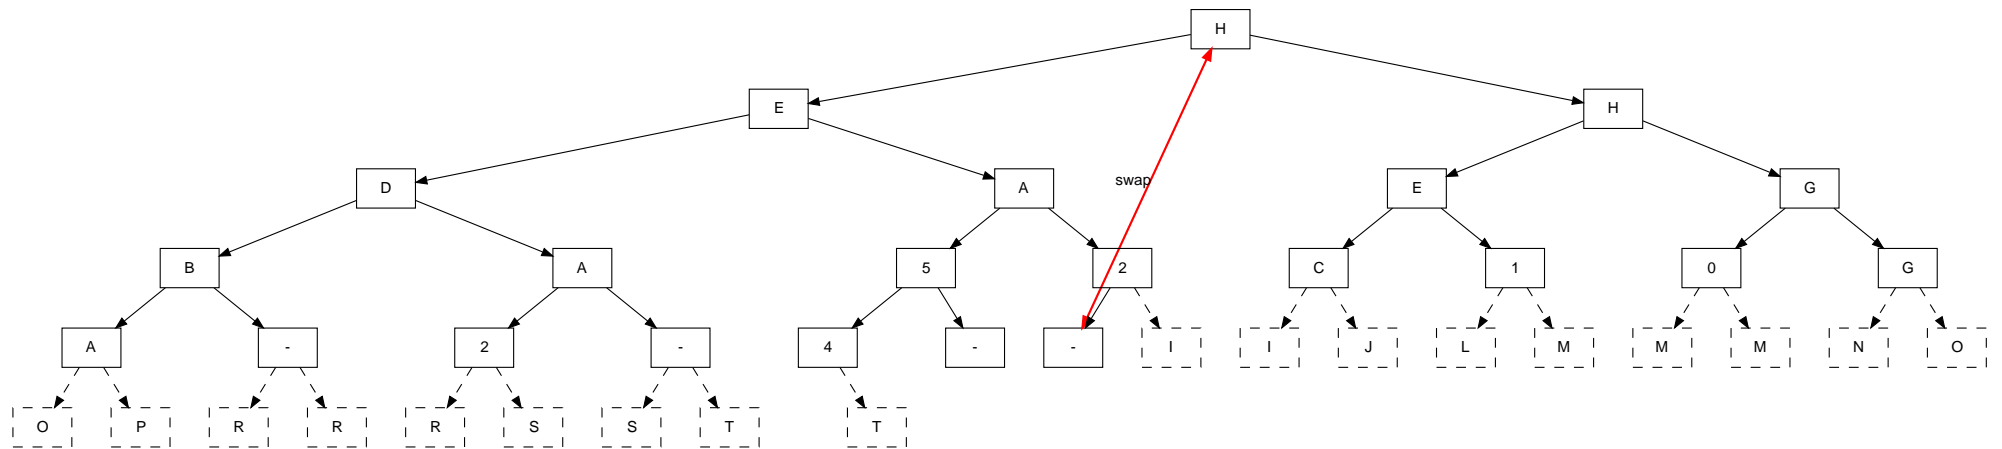 H
E H
D A E G
swap
B A 5 2 C 1 0 G
A - 2 - 4 - - I I J L M M M N O
O P R R R S S T T